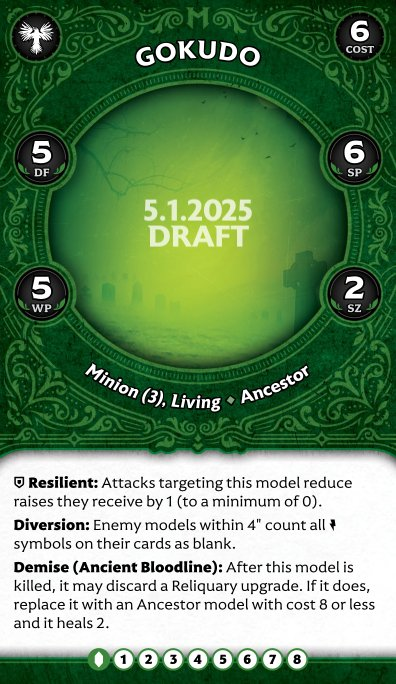 GOKUDO
6
COST
5
DF
6
SP
5.1.2025
DRAFT
5
WP
2
SZ
Minion (3), Living ⬥ Ancestor
Resilient: Attacks targeting this model reduce
raises they receive by 1 (to a minimum of 0).
Diversion: Enemy models within 4" count all
symbols on their cards as blank.
Demise (Ancient Bloodline): After this model is
killed, it may discard a Reliquary upgrade. If it does,
replace it with an Ancestor model with cost 8 or less
and it heals 2.
1 2 3 4 5 6 7 8